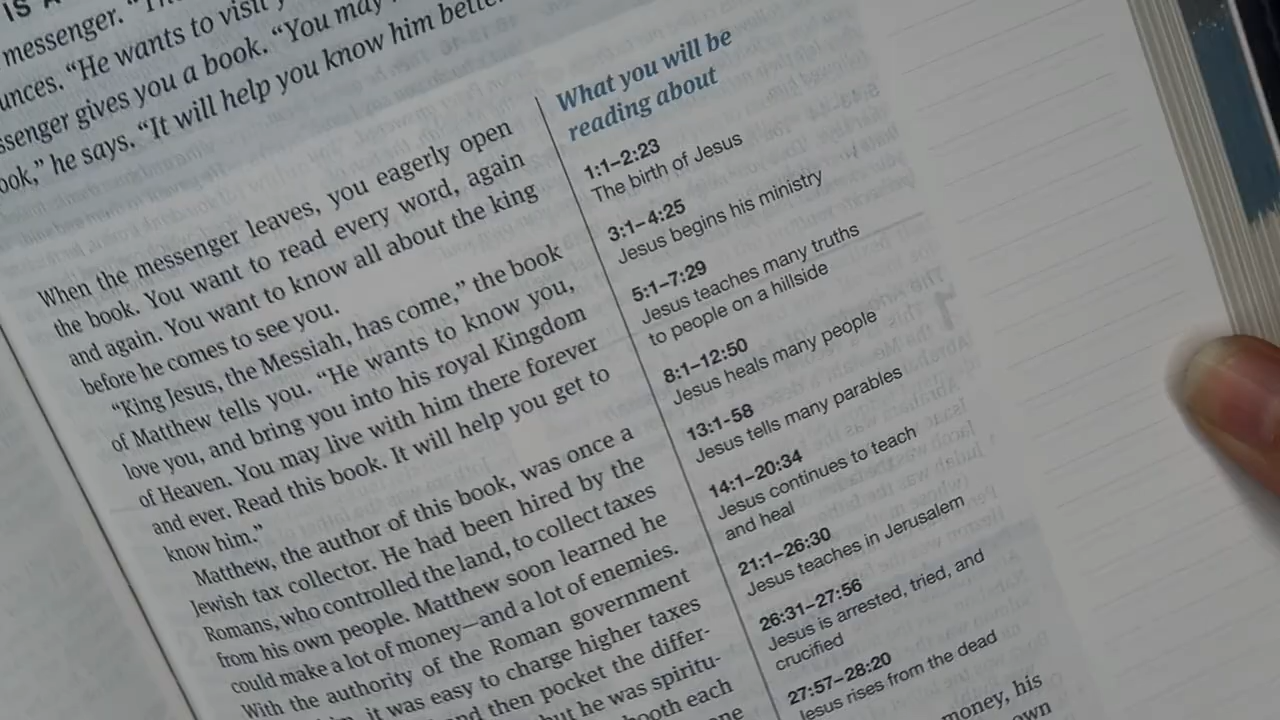 IS A
messenger.
"He wants to visit
gives you a book. "You may
he says. "It will help you know him
When the messenger leaves, you eagerly open
the book. You want to read every word, again
and again. You want to know all about the king
before he comes to see you.
"King Jesus, the Messiah, has come," the book
of Matthew tells you. "He wants to know you,
love you, and bring you into his royal Kingdom
of Heaven. You may live with him there forever
and ever. Read this book. It will help you get to
know him."
Matthew, the author of this book, was once a
Jewish tax collector. He had been hired by the
Romans, who controlled the land, to collect taxes
from his own people. Matthew soon learned he
could make a lot of money—and a lot of enemies.
With the authority of the Roman government
it was easy to charge higher taxes
then pocket the differ-
but he was spiritu-
booth each
What you will be
reading about
1:1–2:23
The birth of Jesus
3:1–4:25
Jesus begins his ministry
5:1–7:29
Jesus teaches many truths
to people on a hillside
8:1–12:50
Jesus heals many people
13:1–58
Jesus tells many parables
14:1–20:34
Jesus continues to teach
and heal
21:1–26:30
Jesus teaches in Jerusalem
26:31–27:56
Jesus is arrested, tried, and
crucified
27:57–28:20
Jesus rises from the dead
money, his
own